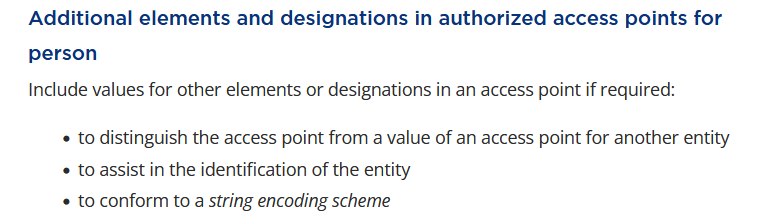 Additional elements and designations in authorized access points for
person
Include values for other elements or designations in an access point if required:
• to distinguish the access point from a value of an access point for another entity
• to assist in the identification of the entity
• to conform to a string encoding scheme